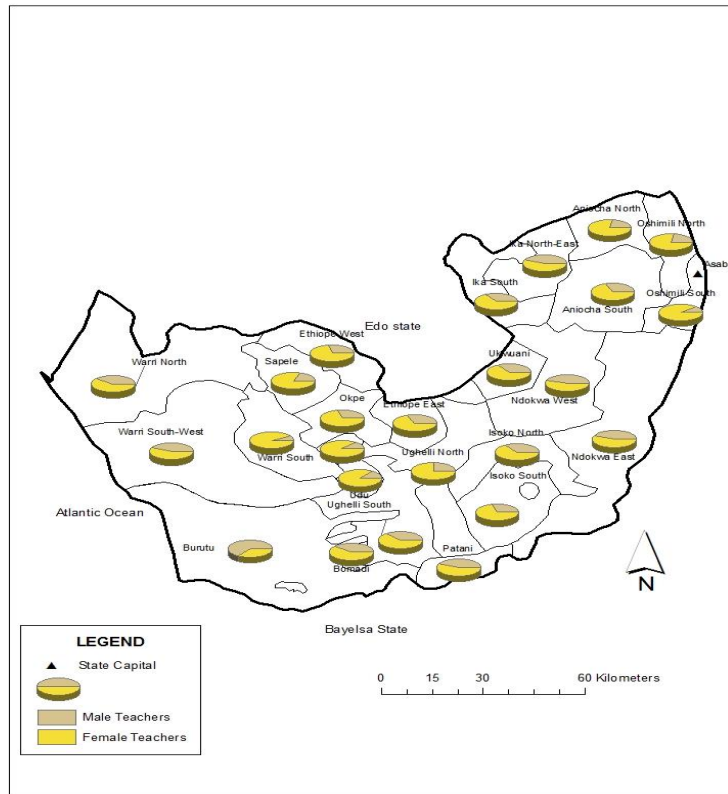 Aniocha North
Oshimili North
Ika North-East
Asab
Ika South
Oshimili South
Aniocha South
Edo state
Ethiope West
Warri North
Sapele
Ukwuani
Ndokwa West
Okpe
Ethiope East
Warri South-West
Warri South
Isoko North
Ndokwa East
Ughelli North
Isoko South
Udu
Ughelli South
Atlantic Ocean
Burutu
Bomadi
Patani
N
Bayelsa State
LEGEND
State Capital
Male Teachers
Female Teachers
0 15 30 60 Kilometers